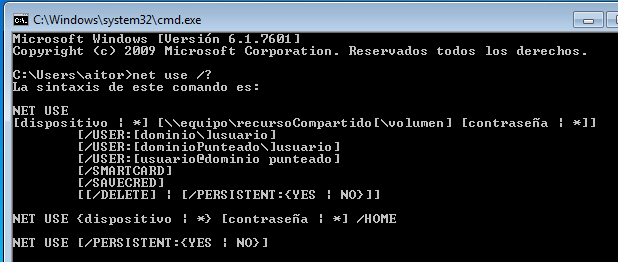 C:\Windows\system32\cmd.exe
Microsoft Windows [Versión 6.1.7601]
Copyright (c) 2009 Microsoft Corporation. Reservados todos los derechos.
C:\Users\aitor>net use /?
La sintaxis de este comando es:
NET USE
[dispositivo | *] [\\equipo\recursoCompartido[\volumen] [contraseña | *]]
[/USER:[dominio\]usuario]
[/USER:[dominioPunteado\]usuario]
[/USER:[usuario@dominio punteado]
[/SMARTCARD]
[/SAVECRED]
[[/DELETE] | [/PERSISTENT:{YES | NO}]]
NET USE {dispositivo | *} [contraseña | *] /HOME
NET USE [/PERSISTENT:{YES | NO}]